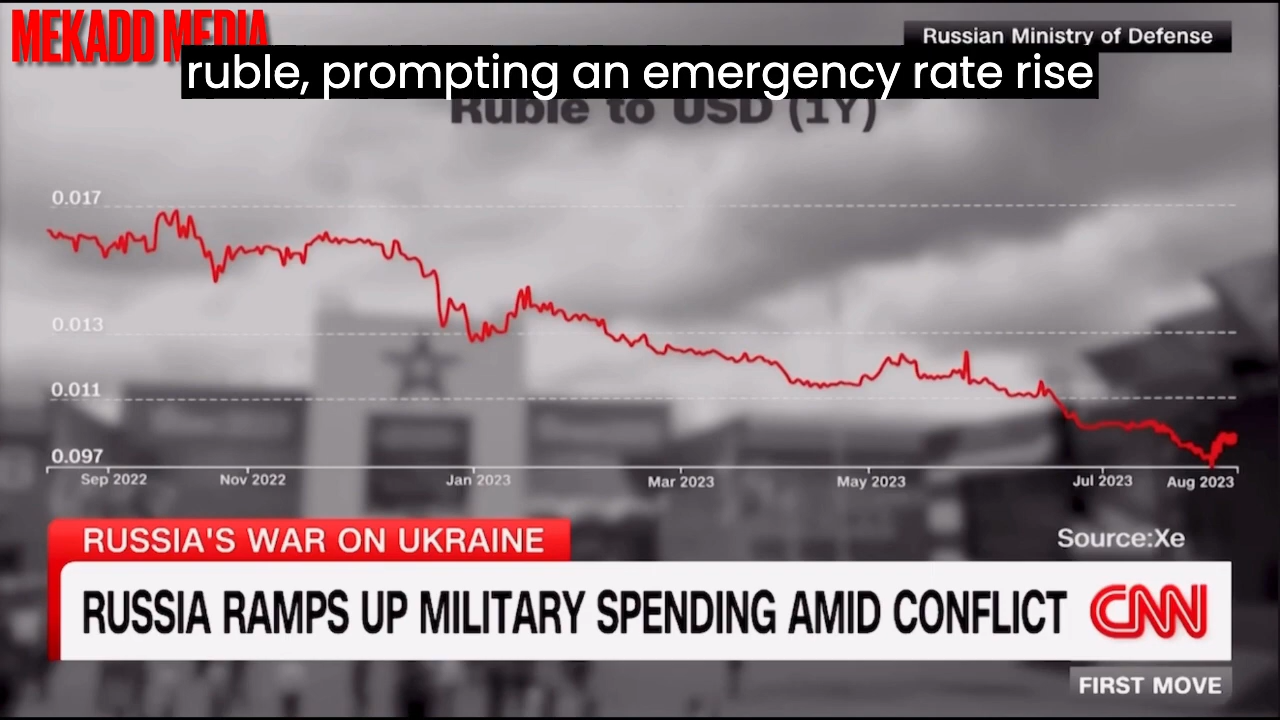 MEKADD MEDIA
Russian Ministry of Defense
ruble, prompting an emergency rate rise
Ruble to USD (1Y)
0.017
0.013
0.011
0.097
Sep 2022
Nov 2022
Jan 2023
Mar 2023
May 2023
Jul 2023
Aug 2023
RUSSIA'S WAR ON UKRAINE
Source:Xe
RUSSIA RAMPS UP MILITARY SPENDING AMID CONFLICT
CNN
FIRST MOVE